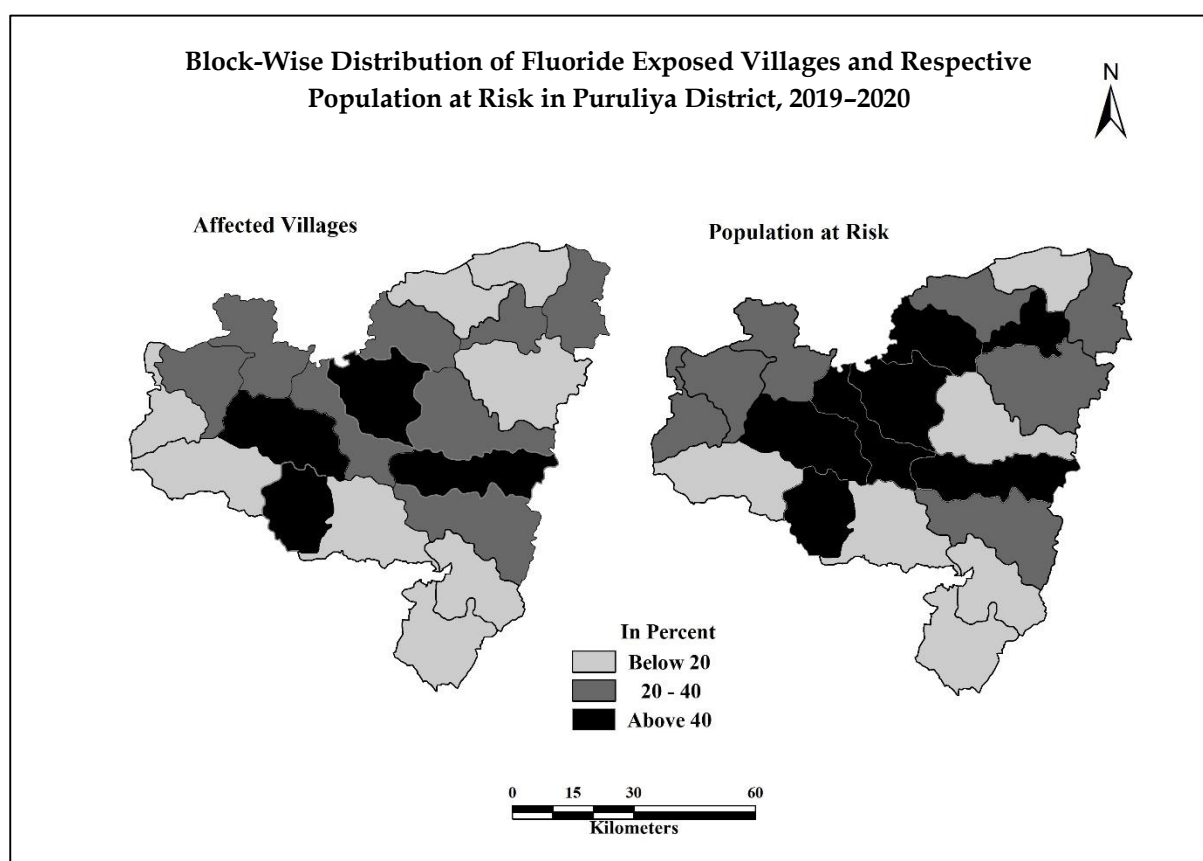 Block-Wise Distribution of Fluoride Exposed Villages and Respective
Population at Risk in Puruliya District, 2019–2020
N
Affected Villages
Population at Risk
In Percent
Below 20
20 - 40
Above 40
0 15 30 60
Kilometers